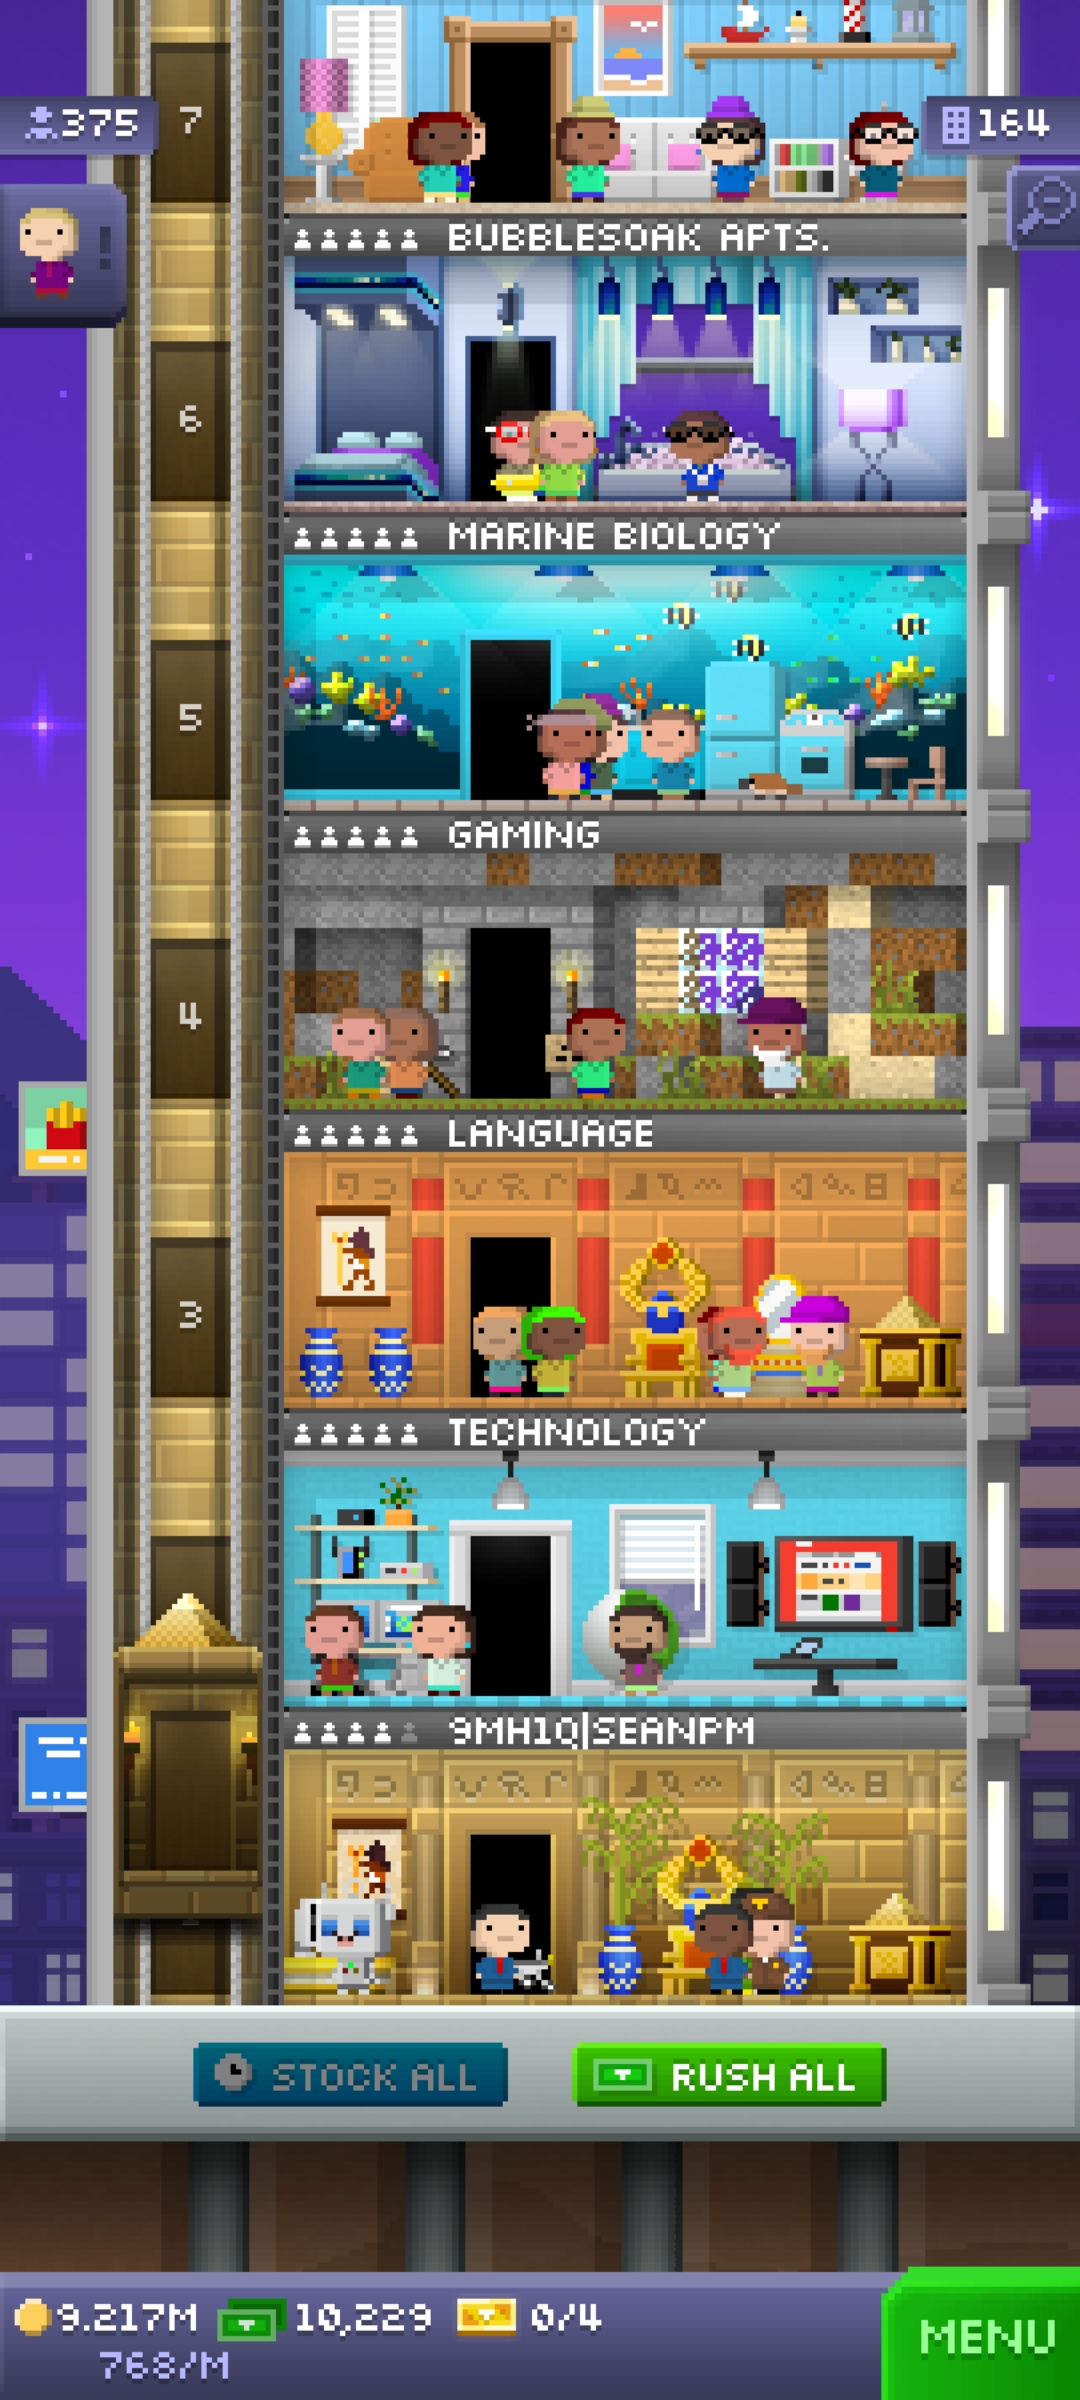 375
7
164
!
BUBBLESOAK APTS.
6
MARINE BIOLOGY
5
GAMING
4
LANGUAGE
3
TECHNOLOGY
9MH1Q|SEANPM
STOCK ALL
RUSH ALL
9.217M
10,229
0/4
768/M
MENU